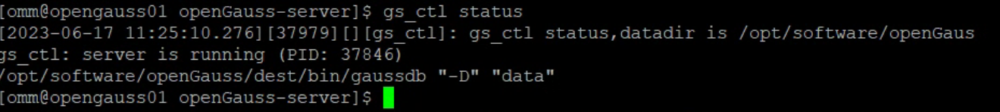 [omm@opengauss01 openGauss-server]$ gs_ctl status
[2023-06-17 11:25:10.276][37979][][gs_ctl]: gs_ctl status,datadir is /opt/software/openGaus
gs_ctl: server is running (PID: 37846)
/opt/software/openGauss/dest/bin/gaussdb "-D" "data"
[omm@opengauss01 openGauss-server]$